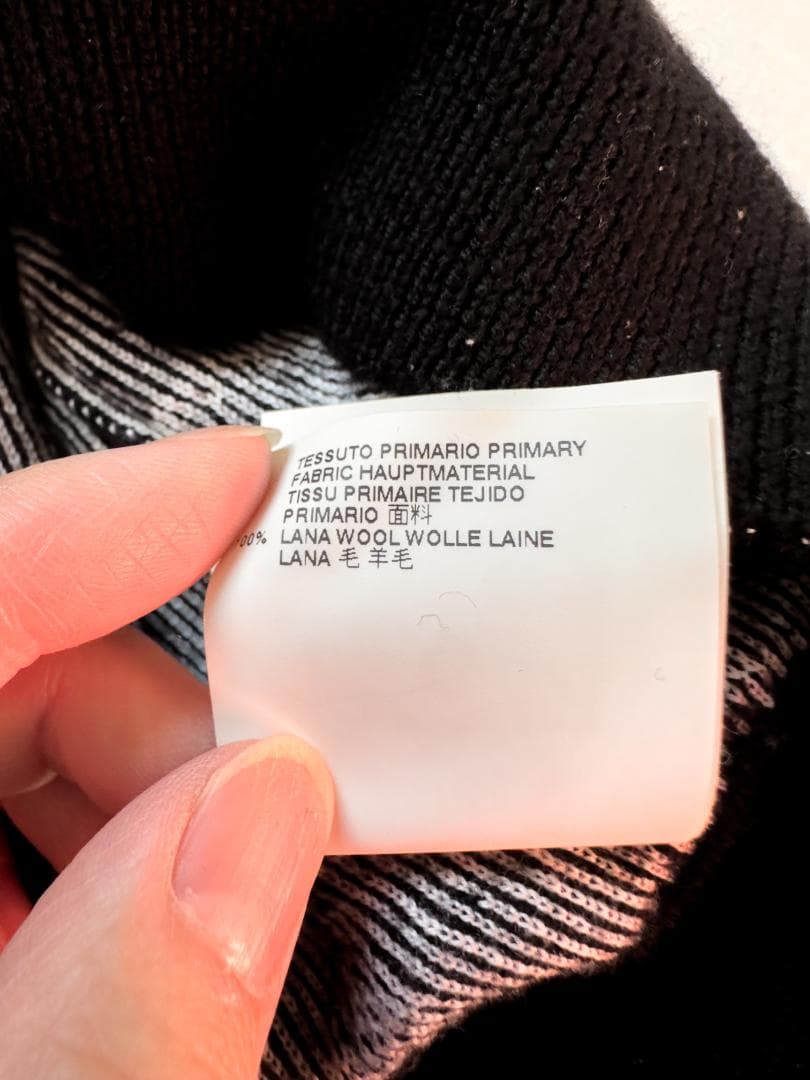 TESSUTO PRIMARIO PRIMARY
FABRIC HAUPTMATERIAL
TISSU PRIMAIRE TEJIDO
PRIMARIO 面料
00% LANA WOOL WOLLE LAINE
LANA 毛 羊毛